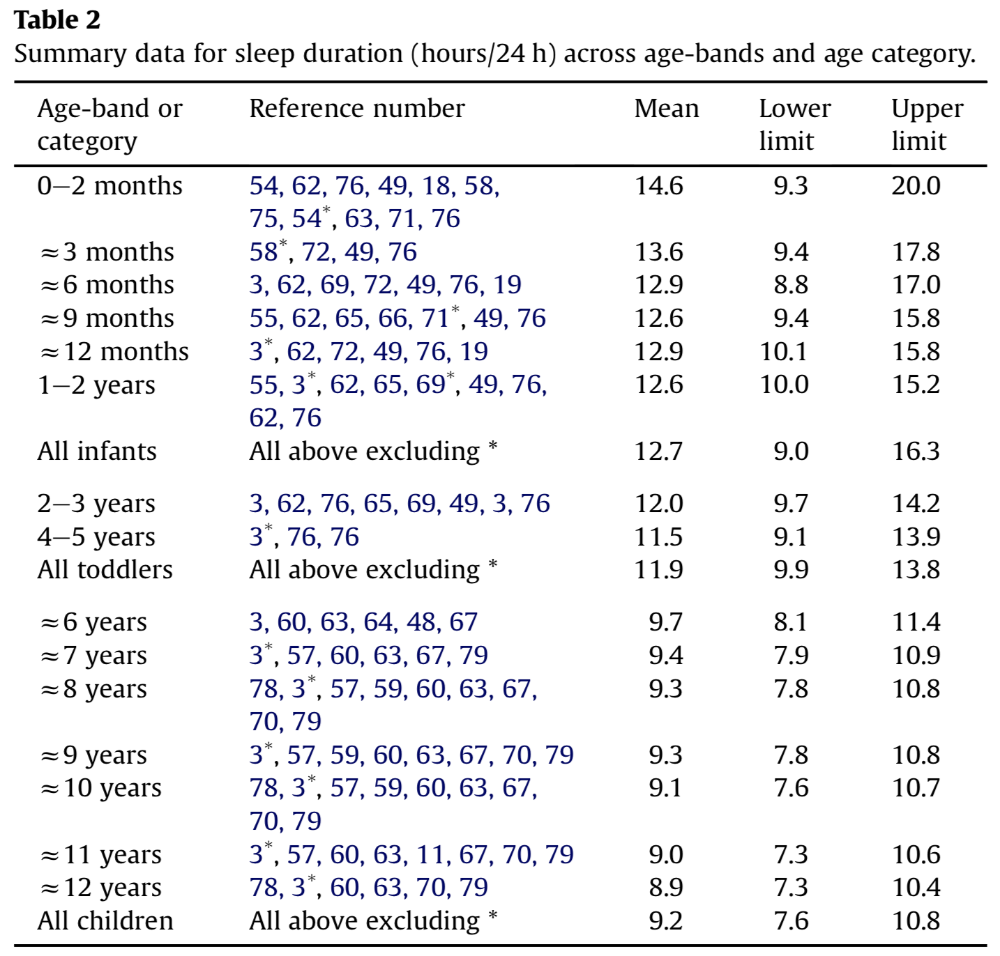 Table 2
Summary data for sleep duration (hours/24 h) across age-bands and age category.
Age-band or category Reference number Mean Lower limit Upper limit
0–2 months 54, 62, 76, 49, 18, 58, 14.6 9.3 20.0
75, 54*, 63, 71, 76
≈3 months 58*, 72, 49, 76 13.6 9.4 17.8
≈6 months 3, 62, 69, 72, 49, 76, 19 12.9 8.8 17.0
≈9 months 55, 62, 65, 66, 71*, 49, 76 12.6 9.4 15.8
≈12 months 3*, 62, 72, 49, 76, 19 12.9 10.1 15.8
1–2 years 55, 3*, 62, 65, 69*, 49, 76, 12.6 10.0 15.2
62, 76
All infants All above excluding * 12.7 9.0 16.3
2–3 years 3, 62, 76, 65, 69, 49, 3, 76 12.0 9.7 14.2
4–5 years 3*, 76, 76 11.5 9.1 13.9
All toddlers All above excluding * 11.9 9.9 13.8
≈6 years 3, 60, 63, 64, 48, 67 9.7 8.1 11.4
≈7 years 3*, 57, 60, 63, 67, 79 9.4 7.9 10.9
≈8 years 78, 3*, 57, 59, 60, 63, 67, 9.3 7.8 10.8
70, 79
≈9 years 3*, 57, 59, 60, 63, 67, 70, 79 9.3 7.8 10.8
≈10 years 78, 3*, 57, 59, 60, 63, 67, 9.1 7.6 10.7
70, 79
≈11 years 3*, 57, 60, 63, 11, 67, 70, 79 9.0 7.3 10.6
≈12 years 78, 3*, 60, 63, 70, 79 8.9 7.3 10.4
All children All above excluding * 9.2 7.6 10.8